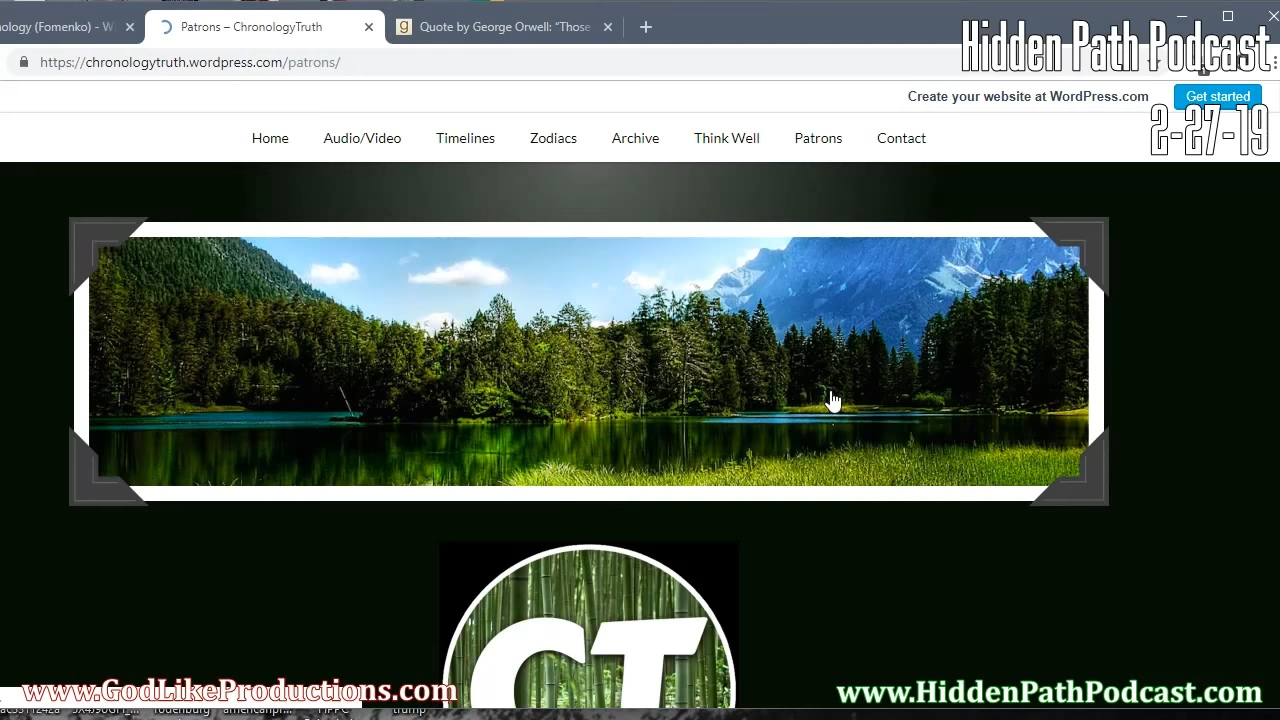 nology (Fomenko) - W
Patrons – ChronologyTruth
Quote by George Orwell: “Those
Hidden Path Podcast
https://chronologytruth.wordpress.com/patrons/
Create your website at WordPress.com
Get started
2-27-19
Home Audio/Video Timelines Zodiacs Archive Think Well Patrons Contact
CT
www.GodLikeProductions.com
www.HiddenPathPodcast.com